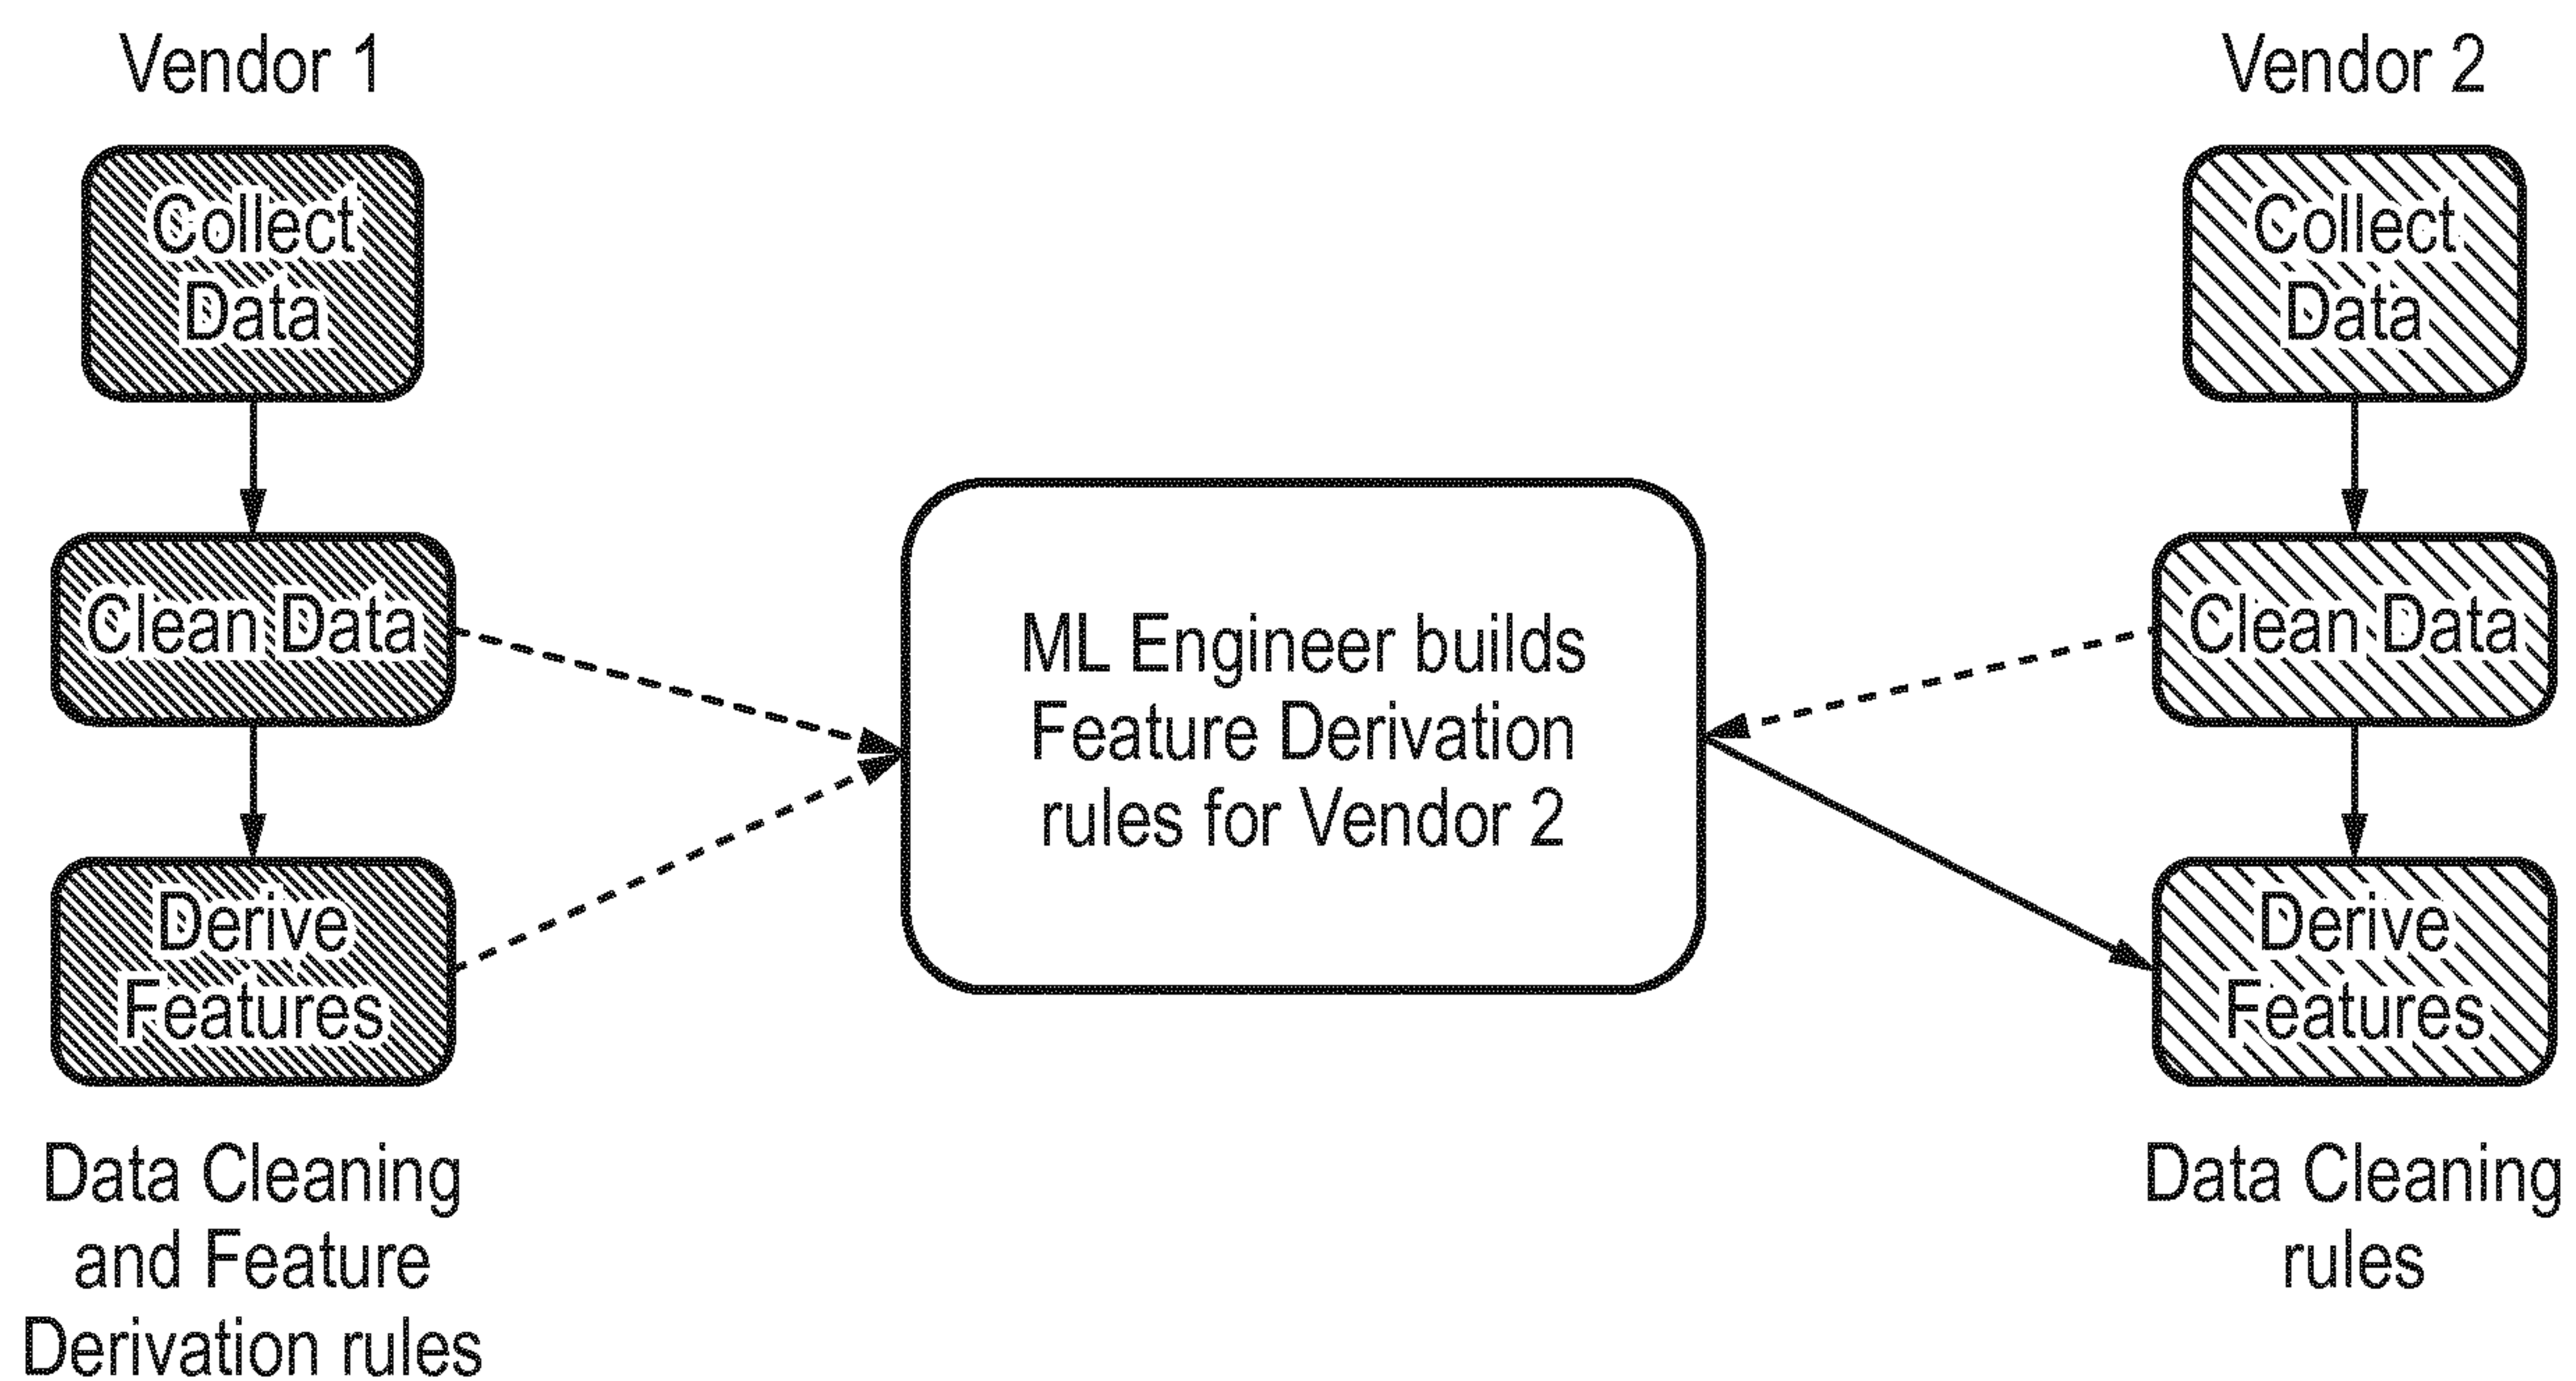 Vendor 1
Collect
Data
Clean Data
Derive
Features
Data Cleaning
and Feature
Derivation rules
ML Engineer builds
Feature Derivation
rules for Vendor 2
Vendor 2
Collect
Data
Clean Data
Derive
Features
Data Cleaning
rules